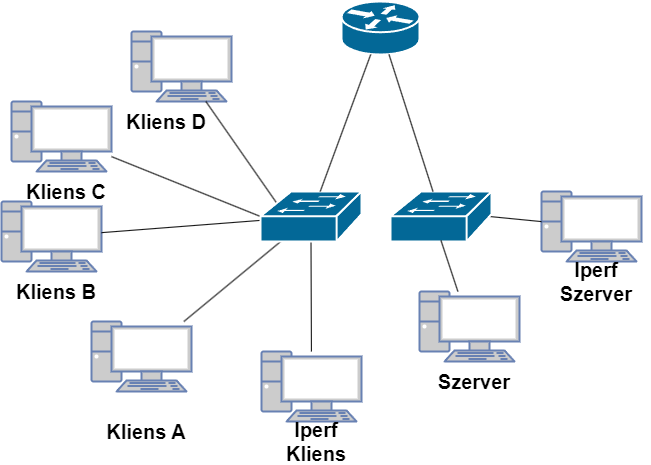 Kliens D
Kliens C
Kliens B
Kliens A
Iperf
Kliens
Szerver
Iperf
Szerver